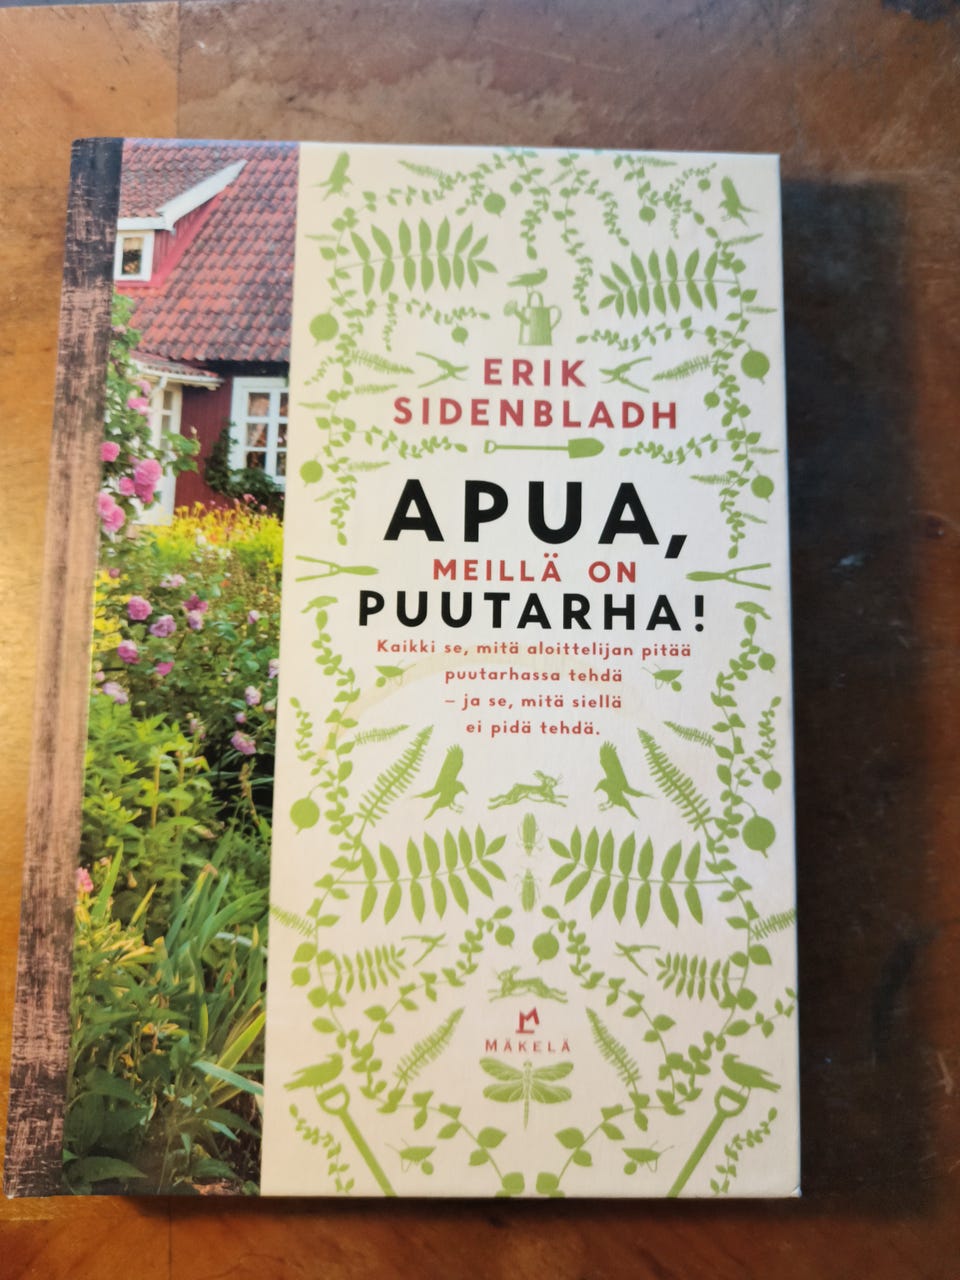 ERIK
SIDENBLADH
APUA,
MEILLÄ ON
PUUTARHA!
Kaikki se, mitä aloittelijan pitää
puutarhassa tehdä
– ja se, mitä siellä
ei pidä tehdä.
MÄKELÄ